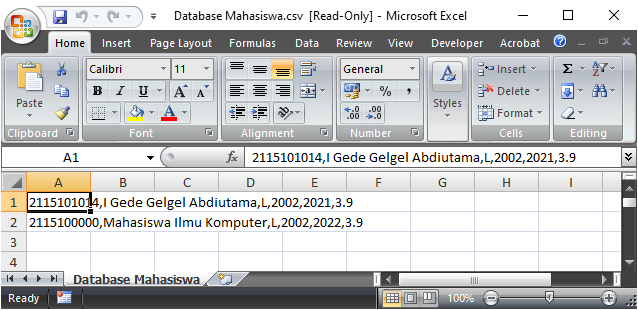 Database Mahasiswa.csv [Read-Only] - Microsoft Excel
Home Insert Page Layout Formulas Data Review View Developer Acrobat
Calibri 11 General Insert Σ
Paste B I U A A % , Styles Delete
A Format
Clipboard Font Alignment Number Cells Editing
A1 fx 2115101014,I Gede Gelgel Abdiutama,L,2002,2021,3.9
A B C D E F G H I
1 2115101014,I Gede Gelgel Abdiutama,L,2002,2021,3.9
2 2115100000,Mahasiswa Ilmu Komputer,L,2002,2022,3.9
3
4
Database Mahasiswa
Ready 100%